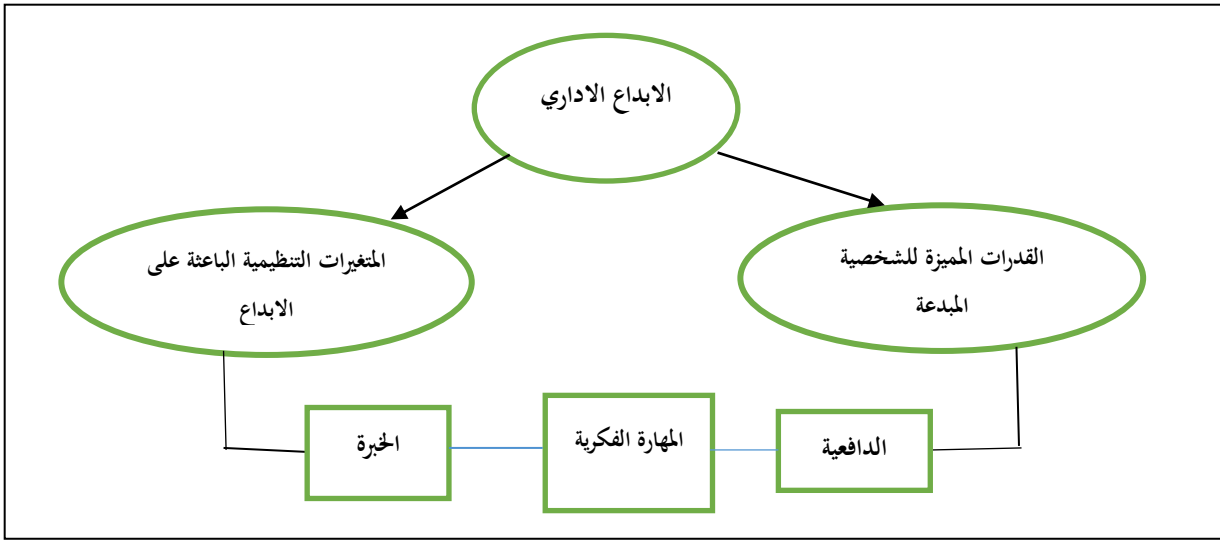 الابداع الاداري
القدرات المميزة للشخصية
المبدعة
المتغيرات التنظيمية الباعثة على
الابداع
الدافعية
المهارة الفكرية
الخبرة